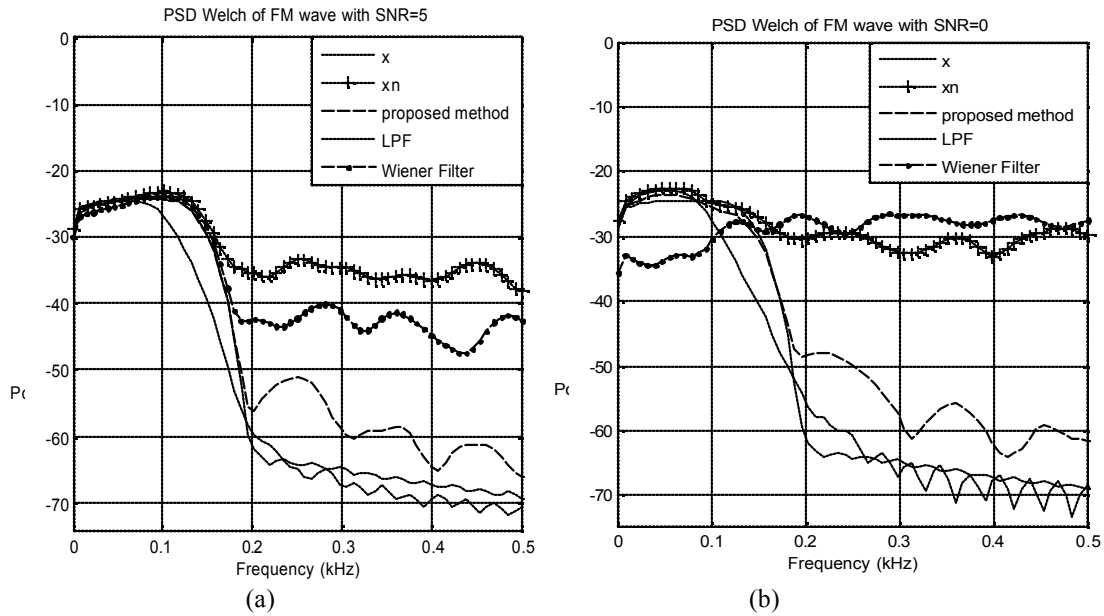 PSD Welch of FM wave with SNR=5
0
-10
-20
-30
-40
-50
-60
-70
x
xn
proposed method
LPF
Wiener Filter
0
0.1
0.2
0.3
0.4
0.5
Frequency (kHz)
(a)
PSD Welch of FM wave with SNR=0
0
-10
-20
-30
-40
-50
-60
-70
x
xn
proposed method
LPF
Wiener Filter
0
0.1
0.2
0.3
0.4
0.5
Frequency (kHz)
(b)